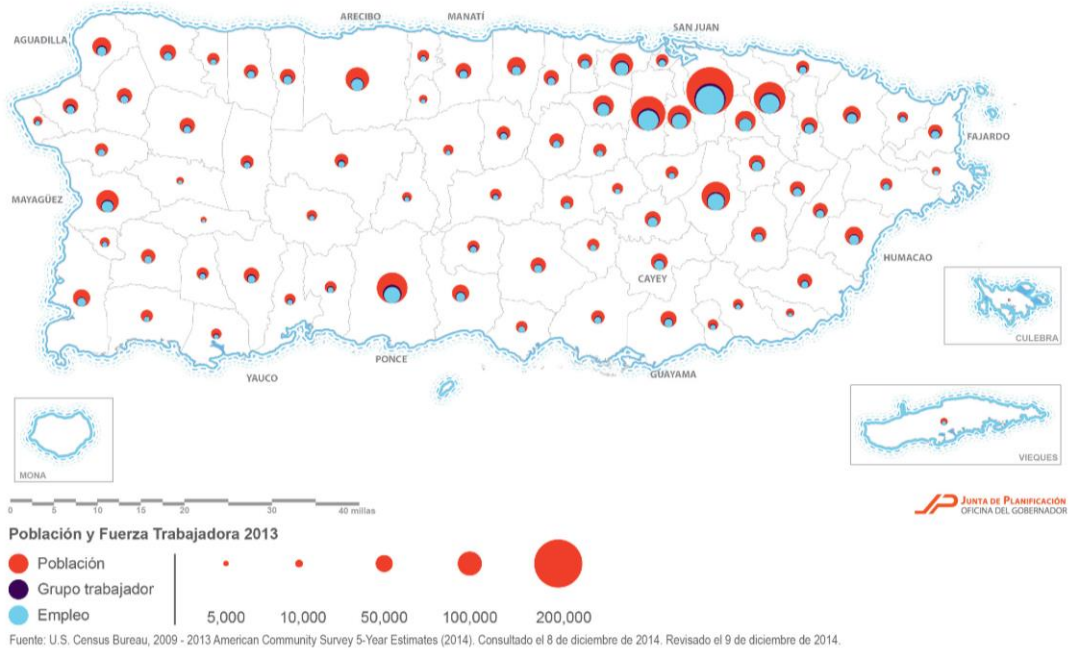 ARECIBO
MANATÍ
SAN JUAN
AGUADILLA
FAJARDO
MAYAGÜEZ
HUMACAO
CAYEY
CULEBRA
PONCE
GUAYAMA
YAUCO
VIEQUES
MONA
0 5 10 15 20 30 40 millas
JUNTA DE PLANIFICACIÓN
OFICINA DEL GOBERNADOR
Población y Fuerza Trabajadora 2013
Población
Grupo trabajador
Empleo
5,000 10,000 50,000 100,000 200,000
Fuente: U.S. Census Bureau, 2009 - 2013 American Community Survey 5-Year Estimates (2014). Consultado el 8 de diciembre de 2014. Revisado el 9 de diciembre de 2014.